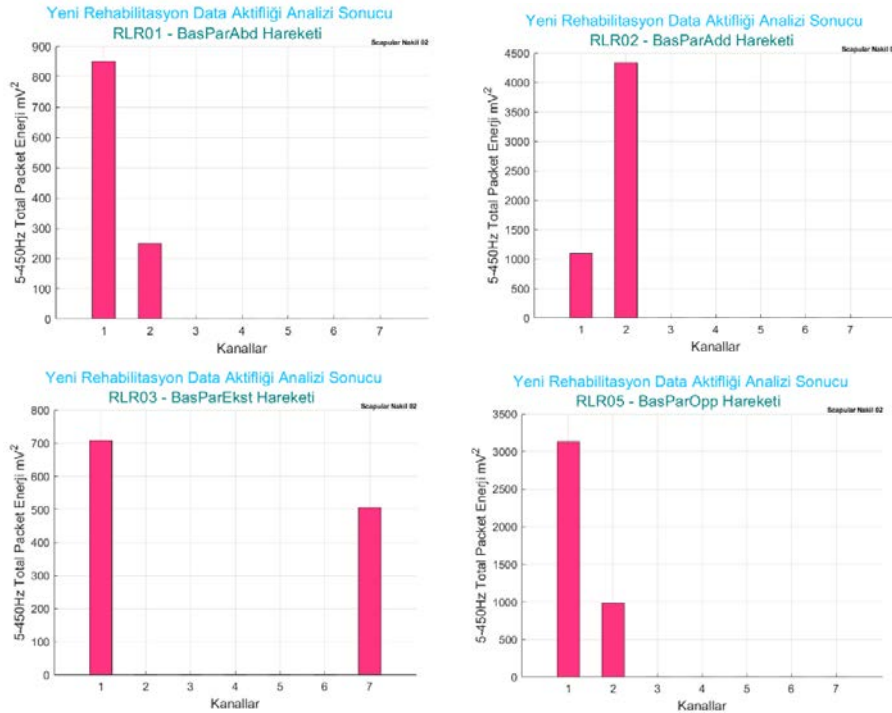 Yeni Rehabilitasyon Data Aktifliği Analizi Sonucu
RLR01 - BasParAbd Hareketi
Scapular Nakil 02
5-450Hz Total Packet Enerji mV²
900
800
700
600
500
400
300
200
100
0
1 2 3 4 5 6 7
Kanallar
Yeni Rehabilitasyon Data Aktifliği Analizi Sonucu
RLR02 - BasParAdd Hareketi
Scapular Nakil
5-450Hz Total Packet Enerji mV²
4500
4000
3500
3000
2500
2000
1500
1000
500
0
1 2 3 4 5 6 7
Kanallar
Yeni Rehabilitasyon Data Aktifliği Analizi Sonucu
RLR03 - BasParEkst Hareketi
Scapular Nakil 02
5-450Hz Total Packet Enerji mV²
800
700
600
500
400
300
200
100
0
1 2 3 4 5 6 7
Kanallar
Yeni Rehabilitasyon Data Aktifliği Analizi Sonucu
RLR05 - BasParOpp Hareketi
Scapular Nakil 02
5-450Hz Total Packet Enerji mV²
3500
3000
2500
2000
1500
1000
500
0
1 2 3 4 5 6 7
Kanallar